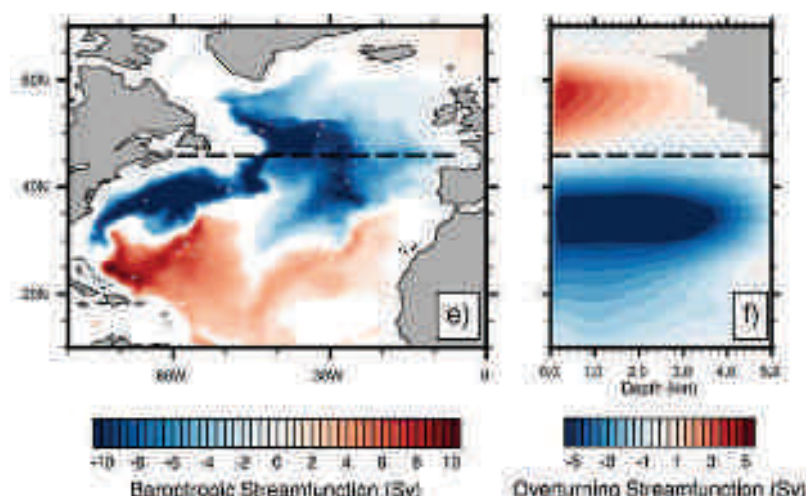 60N
40N
20N
e)
f)
60W 30W 0
0.0 1.0 2.0 3.0 4.0 5.0
Depth (km)
-10 -8 -6 -4 -2 0 2 4 6 8 10
-5 -3 -1 1 3 5
Barotropic Streamfunction (Sv)
Overturning Streamfunction (Sv)